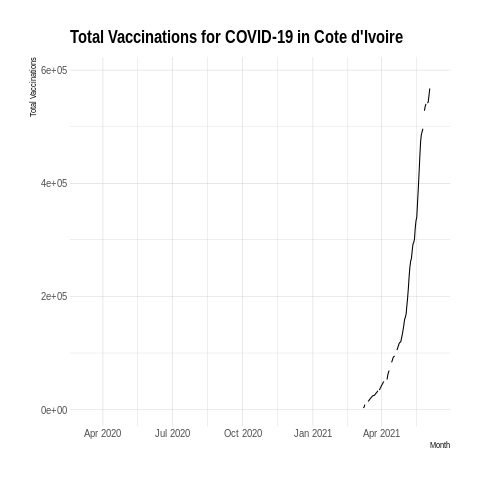 Total Vaccinations for COVID-19 in Cote d'Ivoire
Total Vaccinations
6e+05
4e+05
2e+05
0e+00
Apr 2020 Jul 2020 Oct 2020 Jan 2021 Apr 2021
Month